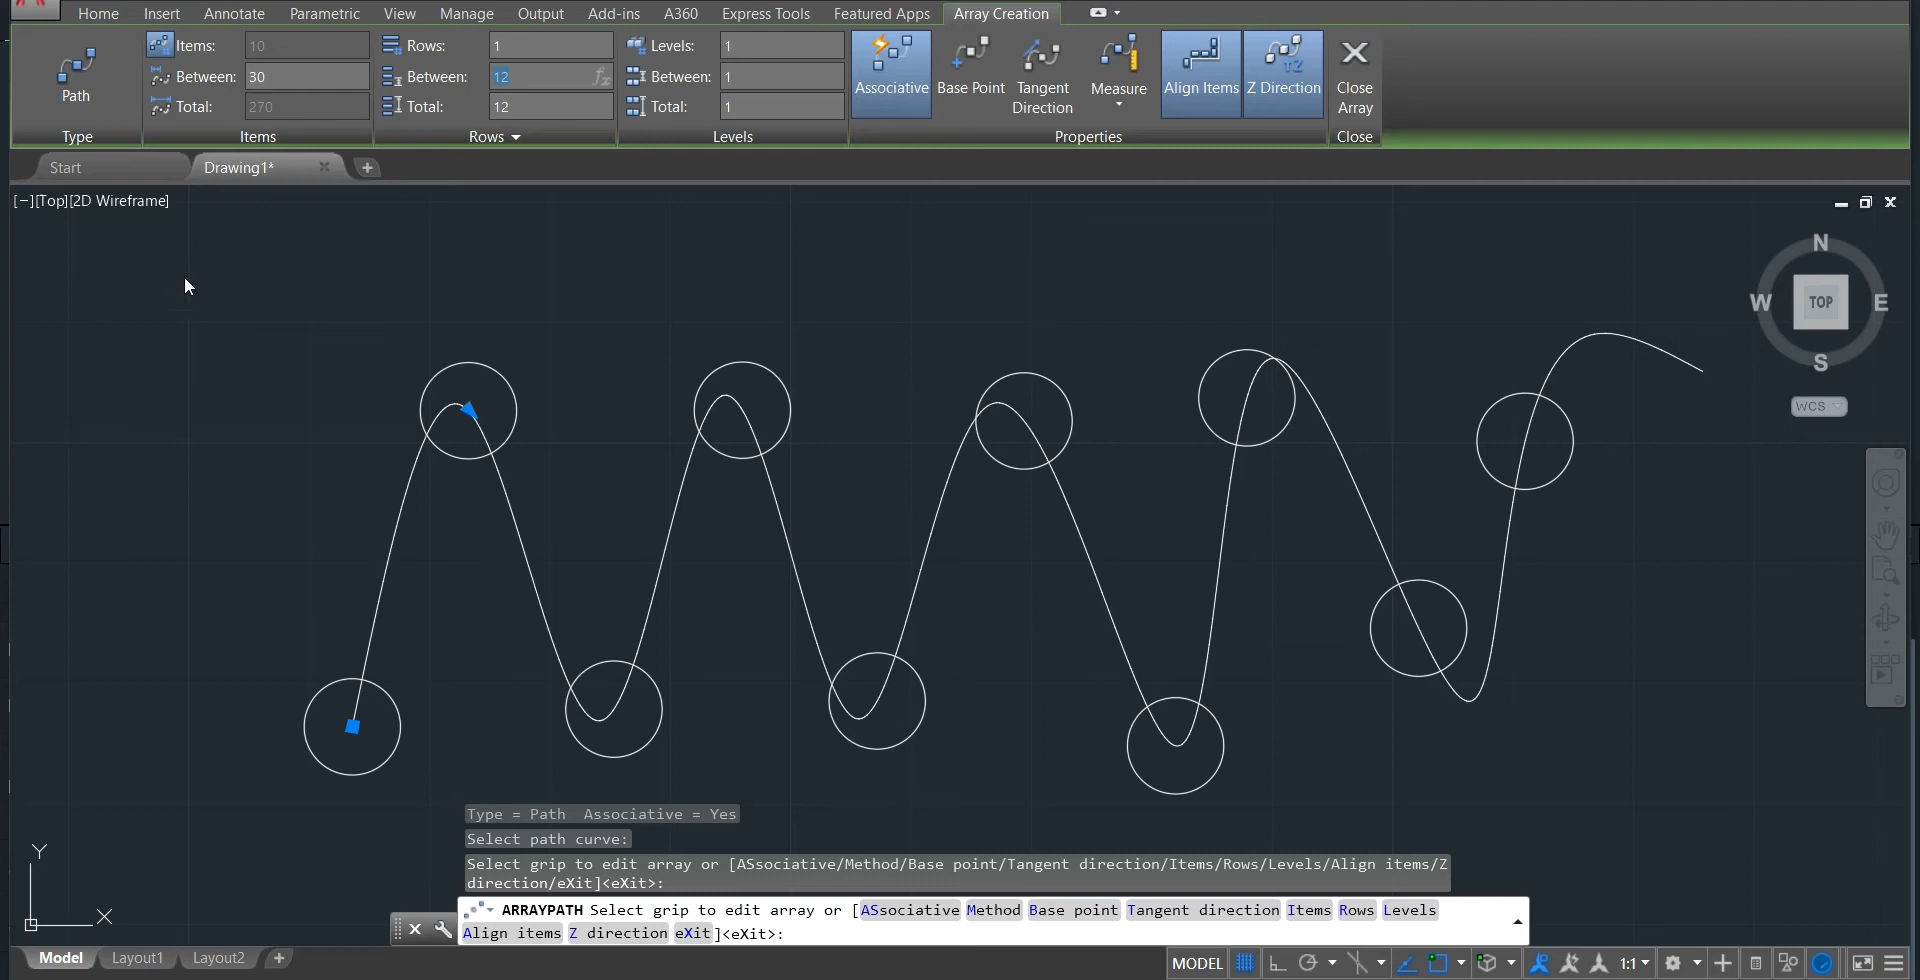 Home Insert Annotate Parametric View Manage Output Add-ins A360 Express Tools Featured Apps Array Creation
Items: 10 Rows: 1 Levels: 1
Between: 30 Between: 12 fx Between: 1
Total: 270 Total: 12 Total: 1
Path
Associative Base Point Tangent Direction Measure Align Items Z Direction Close Array
Type Items Rows Levels Properties Close
Start Drawing1* +
[−][Top][2D Wireframe]
N
W TOP E
S
WCS
Type = Path Associative = Yes
Select path curve:
Select grip to edit array or [ASsociative/Method/Base point/Tangent direction/Items/Rows/Levels/Align items/Z
direction/eXit]<eXit>:
ARRAYPATH Select grip to edit array or [ASsociative Method Base point Tangent direction Items Rows Levels
Align items Z direction eXit]<eXit>:
Y
X
Model Layout1 Layout2 +
MODEL 1:1